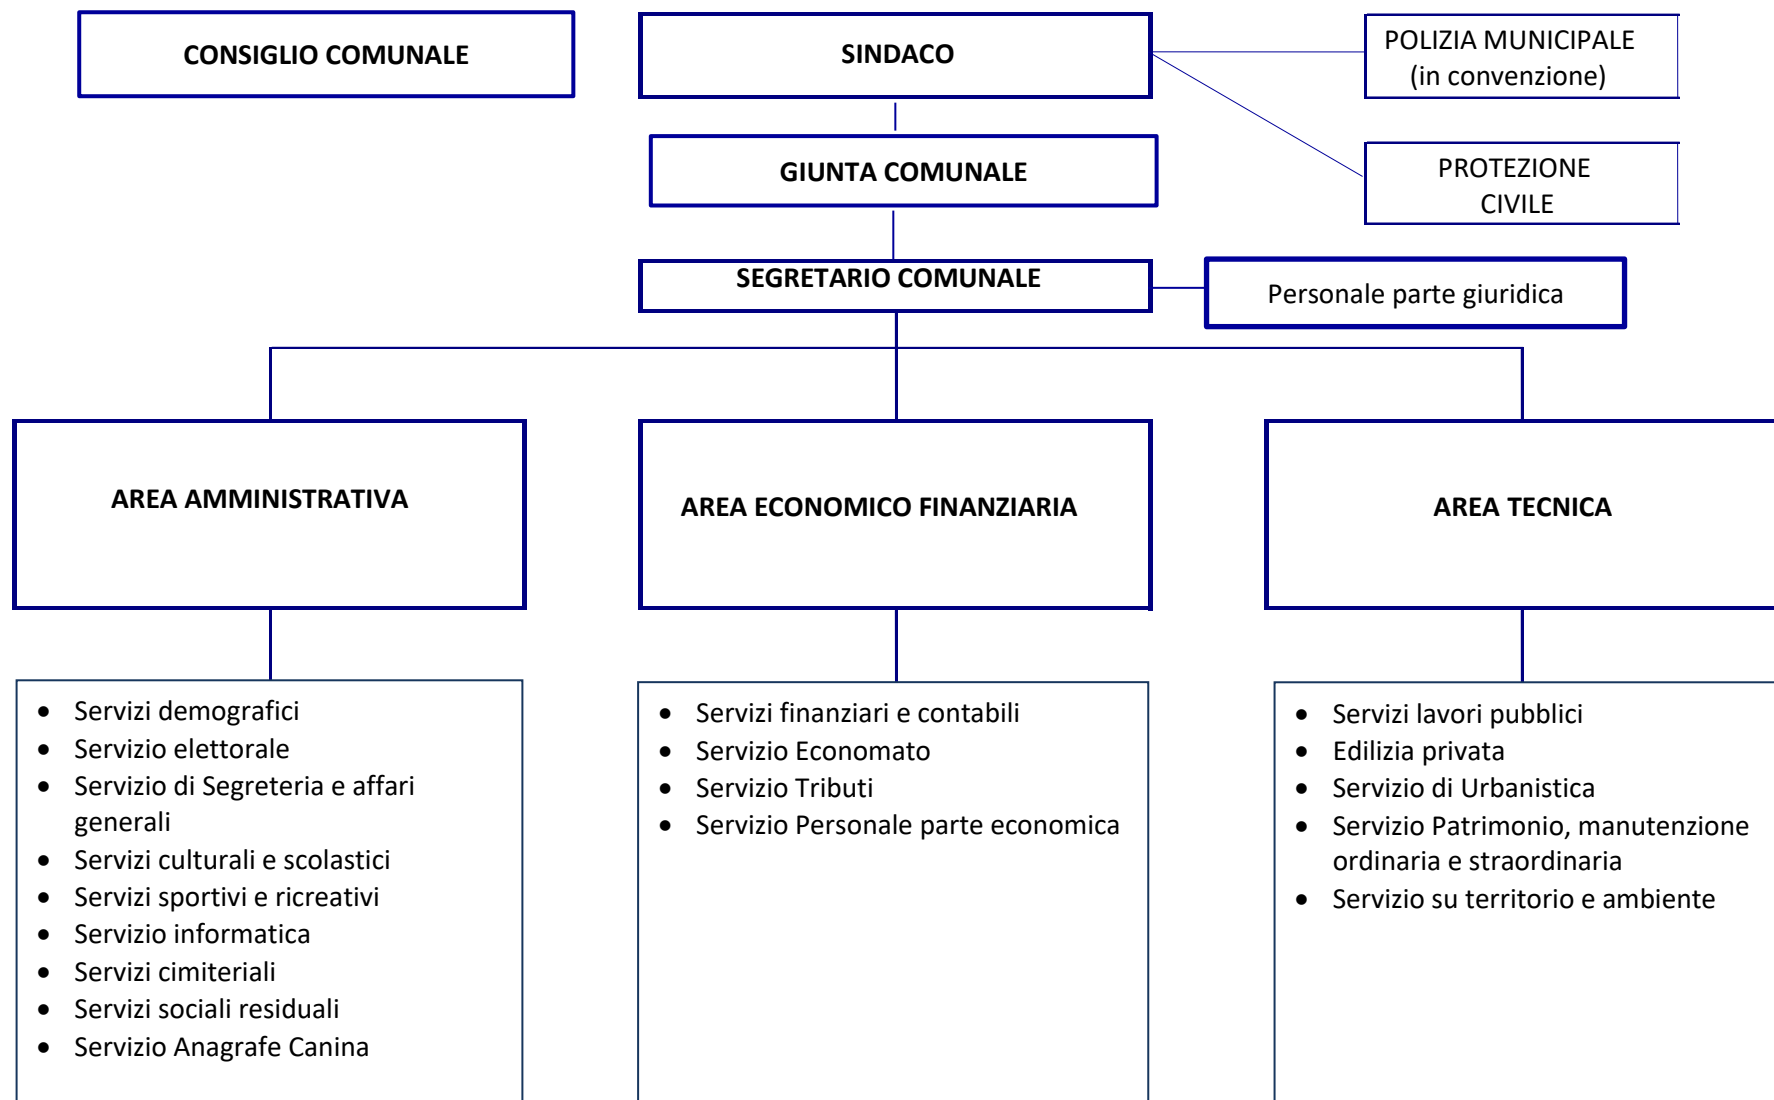 CONSIGLIO COMUNALE
SINDACO
POLIZIA MUNICIPALE
(in convenzione)
GIUNTA COMUNALE
PROTEZIONE
CIVILE
SEGRETARIO COMUNALE
Personale parte giuridica
AREA AMMINISTRATIVA
AREA ECONOMICO FINANZIARIA
AREA TECNICA
• Servizi demografici
• Servizio elettorale
• Servizio di Segreteria e affari
generali
• Servizi culturali e scolastici
• Servizi sportivi e ricreativi
• Servizio informatica
• Servizi cimiteriali
• Servizi sociali residuali
• Servizio Anagrafe Canina
• Servizi finanziari e contabili
• Servizio Economato
• Servizio Tributi
• Servizio Personale parte economica
• Servizi lavori pubblici
• Edilizia privata
• Servizio di Urbanistica
• Servizio Patrimonio, manutenzione
ordinaria e straordinaria
• Servizio su territorio e ambiente